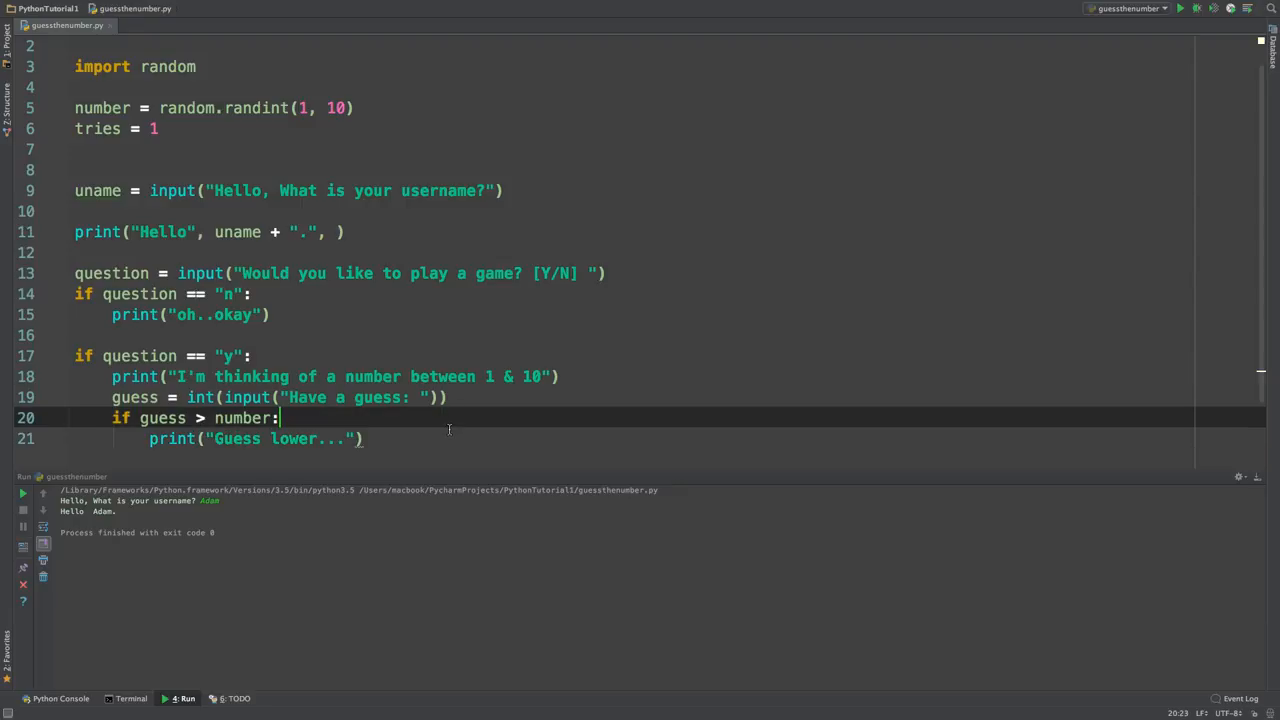 PythonTutorial1 guessthenumber.py guessthenumber
guessthenumber.py
1: Project
Z: Structure
Database
2
3 import random
4
5 number = random.randint(1, 10)
6 tries = 1
7
8
9 uname = input("Hello, What is your username?")
10
11 print("Hello", uname + ".", )
12
13 question = input("Would you like to play a game? [Y/N] ")
14 if question == "n":
15 print("oh..okay")
16
17 if question == "y":
18 print("I'm thinking of a number between 1 & 10")
19 guess = int(input("Have a guess: "))
20 if guess > number:
21 print("Guess lower...")
Run guessthenumber
/Library/Frameworks/Python.framework/Versions/3.5/bin/python3.5 /Users/macbook/PycharmProjects/PythonTutorial1/guessthenumber.py
Hello, What is your username? Adam
Hello Adam.
Process finished with exit code 0
2: Favorites
Python Console Terminal 4: Run 6: TODO Event Log
20:23 LF÷ UTF-8÷